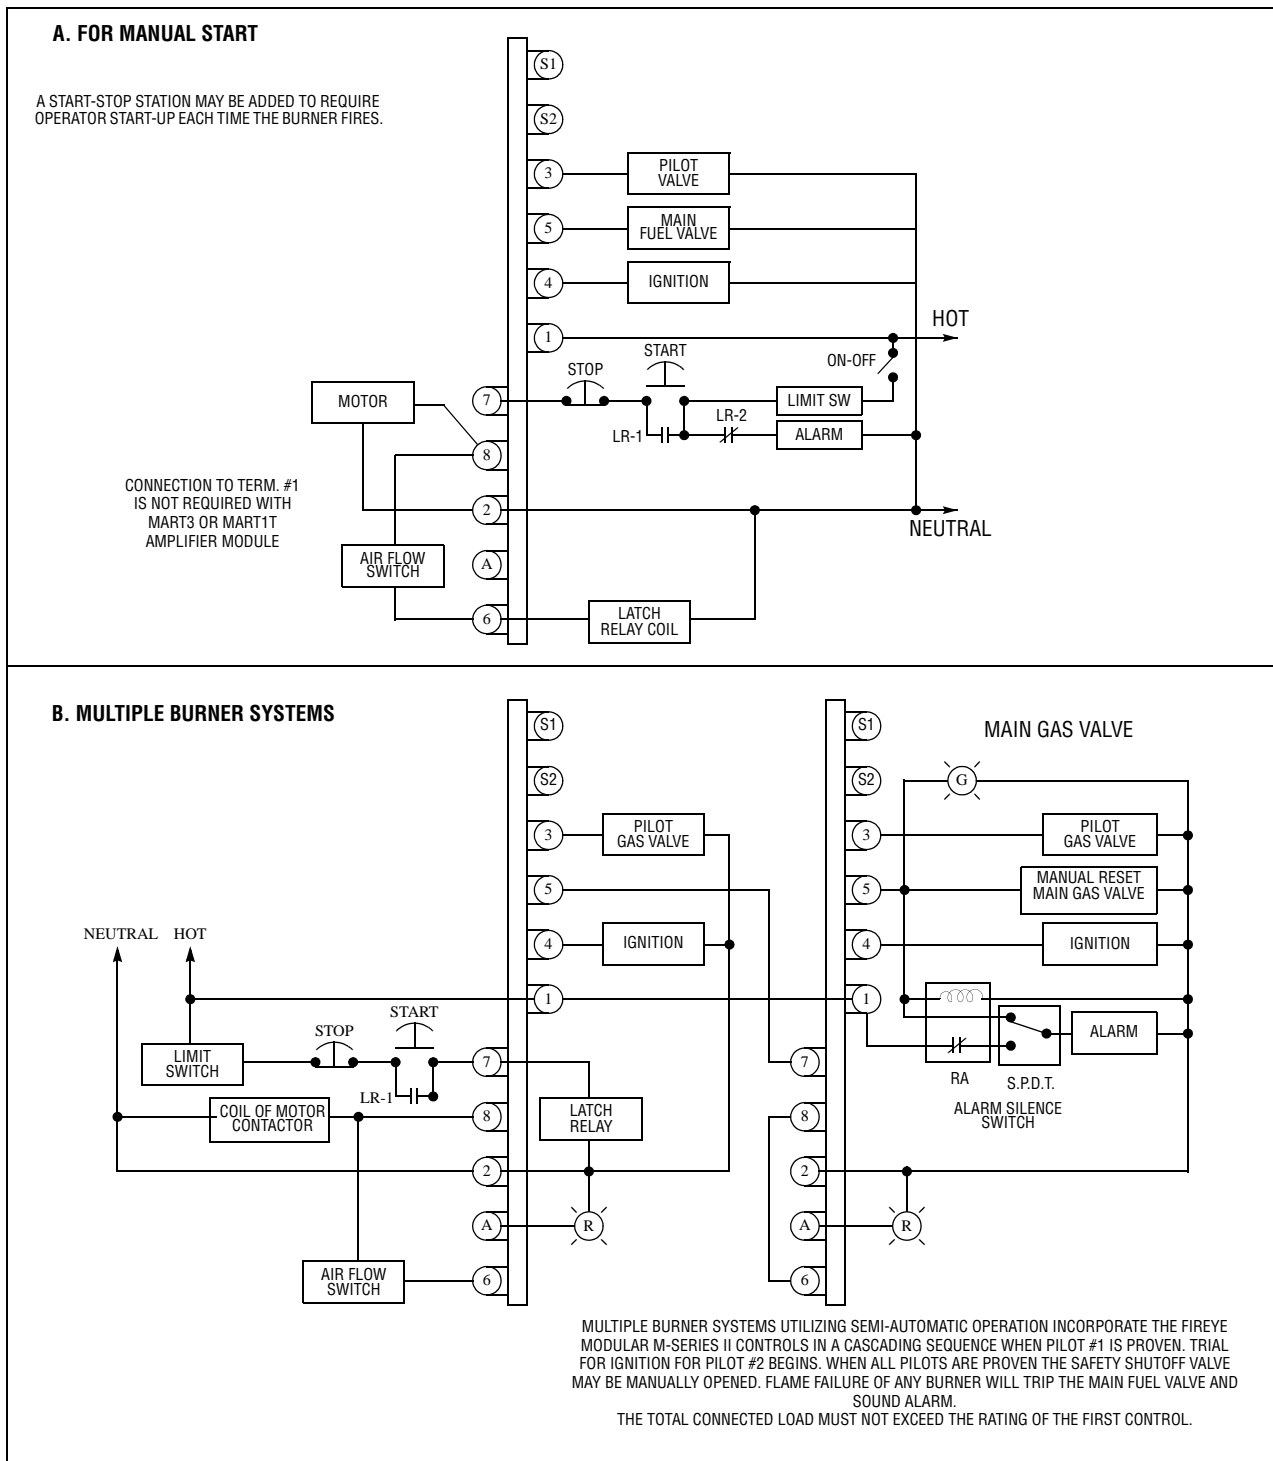 A. FOR MANUAL START
A START-STOP STATION MAY BE ADDED TO REQUIRE
OPERATOR START-UP EACH TIME THE BURNER FIRES.
S1
S2
3
PILOT
VALVE
5
MAIN
FUEL VALVE
4
IGNITION
1
HOT
ON-OFF
START
STOP
MOTOR
7
LIMIT SW
LR-2
LR-1
ALARM
8
CONNECTION TO TERM. #1
IS NOT REQUIRED WITH
MART3 OR MART1T
AMPLIFIER MODULE
2
NEUTRAL
AIR FLOW
SWITCH
A
6
LATCH
RELAY COIL
B. MULTIPLE BURNER SYSTEMS
S1
S2
3
PILOT
GAS VALVE
5
4
IGNITION
NEUTRAL
HOT
1
START
STOP
LIMIT
SWITCH
7
LR-1
COIL OF MOTOR
CONTACTOR
8
LATCH
RELAY
2
A
R
AIR FLOW
SWITCH
6
S1
MAIN GAS VALVE
S2
G
3
PILOT
GAS VALVE
5
MANUAL RESET
MAIN GAS VALVE
4
IGNITION
1
ALARM
7
RA
S.P.D.T.
ALARM SILENCE
SWITCH
8
2
A
R
6
MULTIPLE BURNER SYSTEMS UTILIZING SEMI-AUTOMATIC OPERATION INCORPORATE THE FIREYE
MODULAR M-SERIES II CONTROLS IN A CASCADING SEQUENCE WHEN PILOT #1 IS PROVEN. TRIAL
FOR IGNITION FOR PILOT #2 BEGINS. WHEN ALL PILOTS ARE PROVEN THE SAFETY SHUTOFF VALVE
MAY BE MANUALLY OPENED. FLAME FAILURE OF ANY BURNER WILL TRIP THE MAIN FUEL VALVE AND
SOUND ALARM.
THE TOTAL CONNECTED LOAD MUST NOT EXCEED THE RATING OF THE FIRST CONTROL.